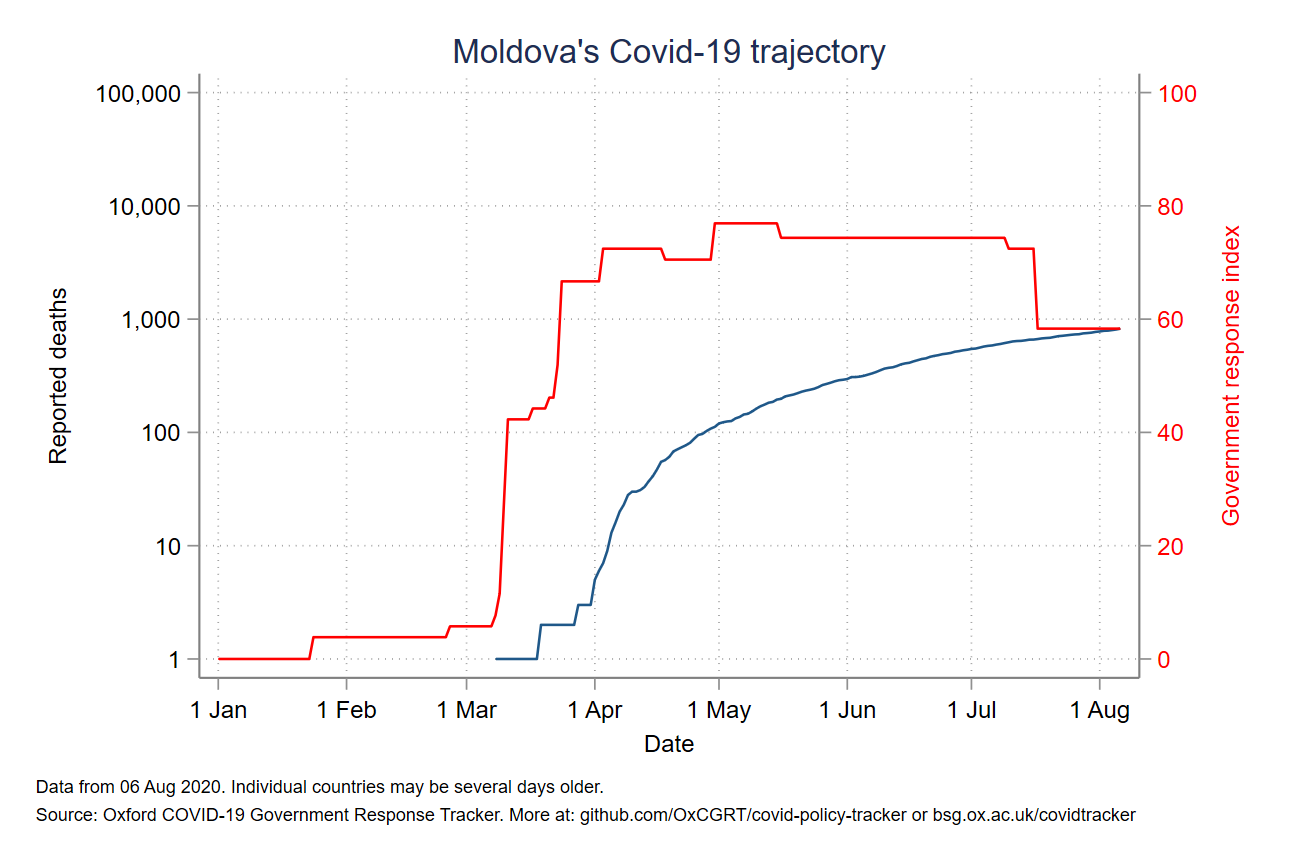 Moldova's Covid-19 trajectory
100,000
10,000
1,000
100
10
1
Reported deaths
100
80
60
40
20
0
Government response index
1 Jan 1 Feb 1 Mar 1 Apr 1 May 1 Jun 1 Jul 1 Aug
Date
Data from 06 Aug 2020. Individual countries may be several days older.
Source: Oxford COVID-19 Government Response Tracker. More at: github.com/OxCGRT/covid-policy-tracker or bsg.ox.ac.uk/covidtracker